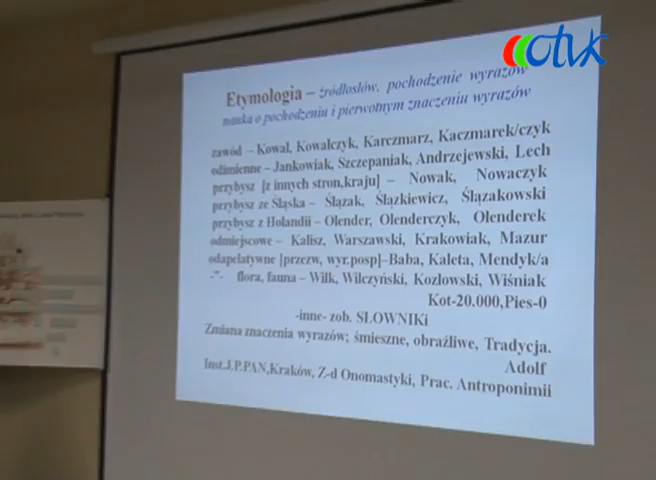 otvk
Etymologia – źródłosłów, pochodzenie wyrazów
nauka o pochodzeniu i pierwotnym znaczeniu wyrazów
zawód – Kowal, Kowalczyk, Karczmarz, Kaczmarek/czyk
odimienne – Jankowiak, Szczepaniak, Andrzejewski, Lech
przybysz [z innych stron,kraju] – Nowak, Nowaczyk
przybysz ze Śląska – Ślązak, Ślązkiewicz, Ślązakowski
przybysz z Holandii – Olender, Olenderczyk, Olenderek
odmiejscowe – Kalisz, Warszawski, Krakowiak, Mazur
odapelatywne [przezw, wyr.posp]–Baba, Kaleta, Mendyk/a
-"- flora, fauna – Wilk, Wilczyński, Kozłowski, Wiśniak
Kot-20.000,Pies-0
-inne- zob. SŁOWNIKi
Zmiana znaczenia wyrazów; śmieszne, obraźliwe, Tradycja.
Adolf
Inst.J.P.PAN,Kraków, Z-d Onomastyki, Prac. Antroponimii